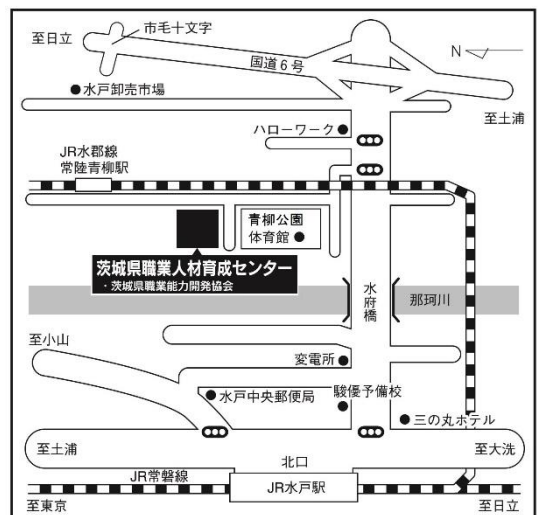 至日立
市毛十文字
国道6号
N
水戸卸売市場
至土浦
ハローワーク
JR水郡線
常陸青柳駅
青柳公園
体育館
茨城県職業人材育成センター
・茨城県職業能力開発協会
水府橋
那珂川
至小山
変電所
水戸中央郵便局
駿優予備校
三の丸ホテル
至土浦
北口
至大洗
JR常磐線
JR水戸駅
至東京
至日立